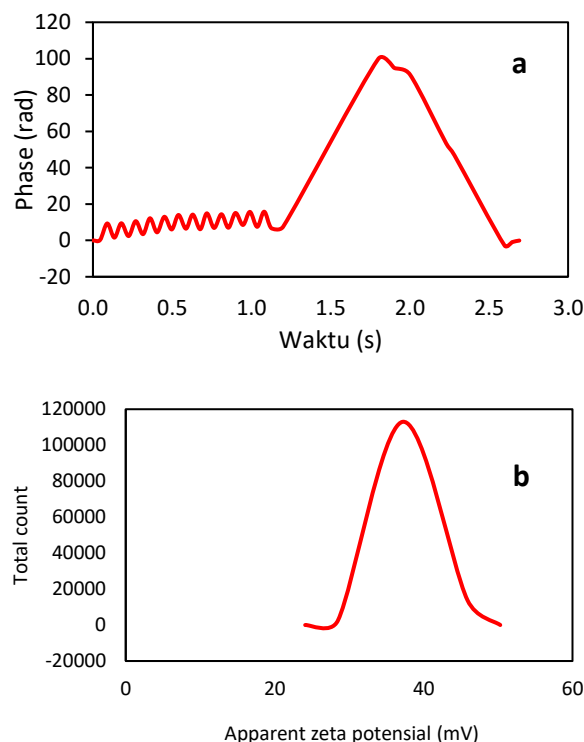 120
100
80
60
40
20
0
-20
Phase (rad)
a
0.0 0.5 1.0 1.5 2.0 2.5 3.0
Waktu (s)
120000
100000
80000
60000
40000
20000
0
-20000
Total count
b
0 20 40 60
Apparent zeta potensial (mV)